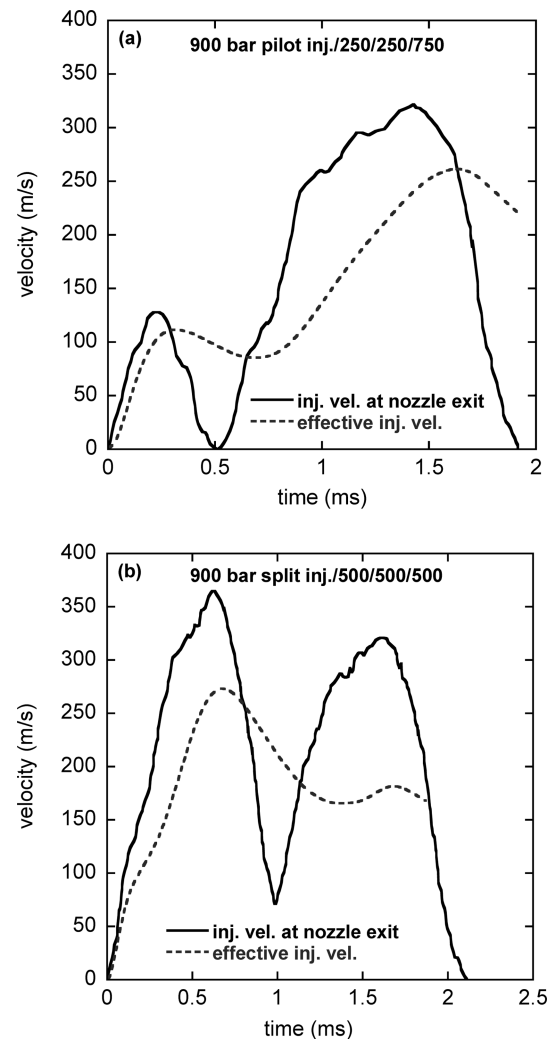 400
(a)
900 bar pilot inj./250/250/750
350
300
250
200
150
100
50
0
velocity (m/s)
inj. vel. at nozzle exit
effective inj. vel.
0
0.5
1
1.5
2
time (ms)
400
(b)
900 bar split inj./500/500/500
350
300
250
200
150
100
50
0
velocity (m/s)
inj. vel. at nozzle exit
effective inj. vel.
0
0.5
1
1.5
2
2.5
time (ms)